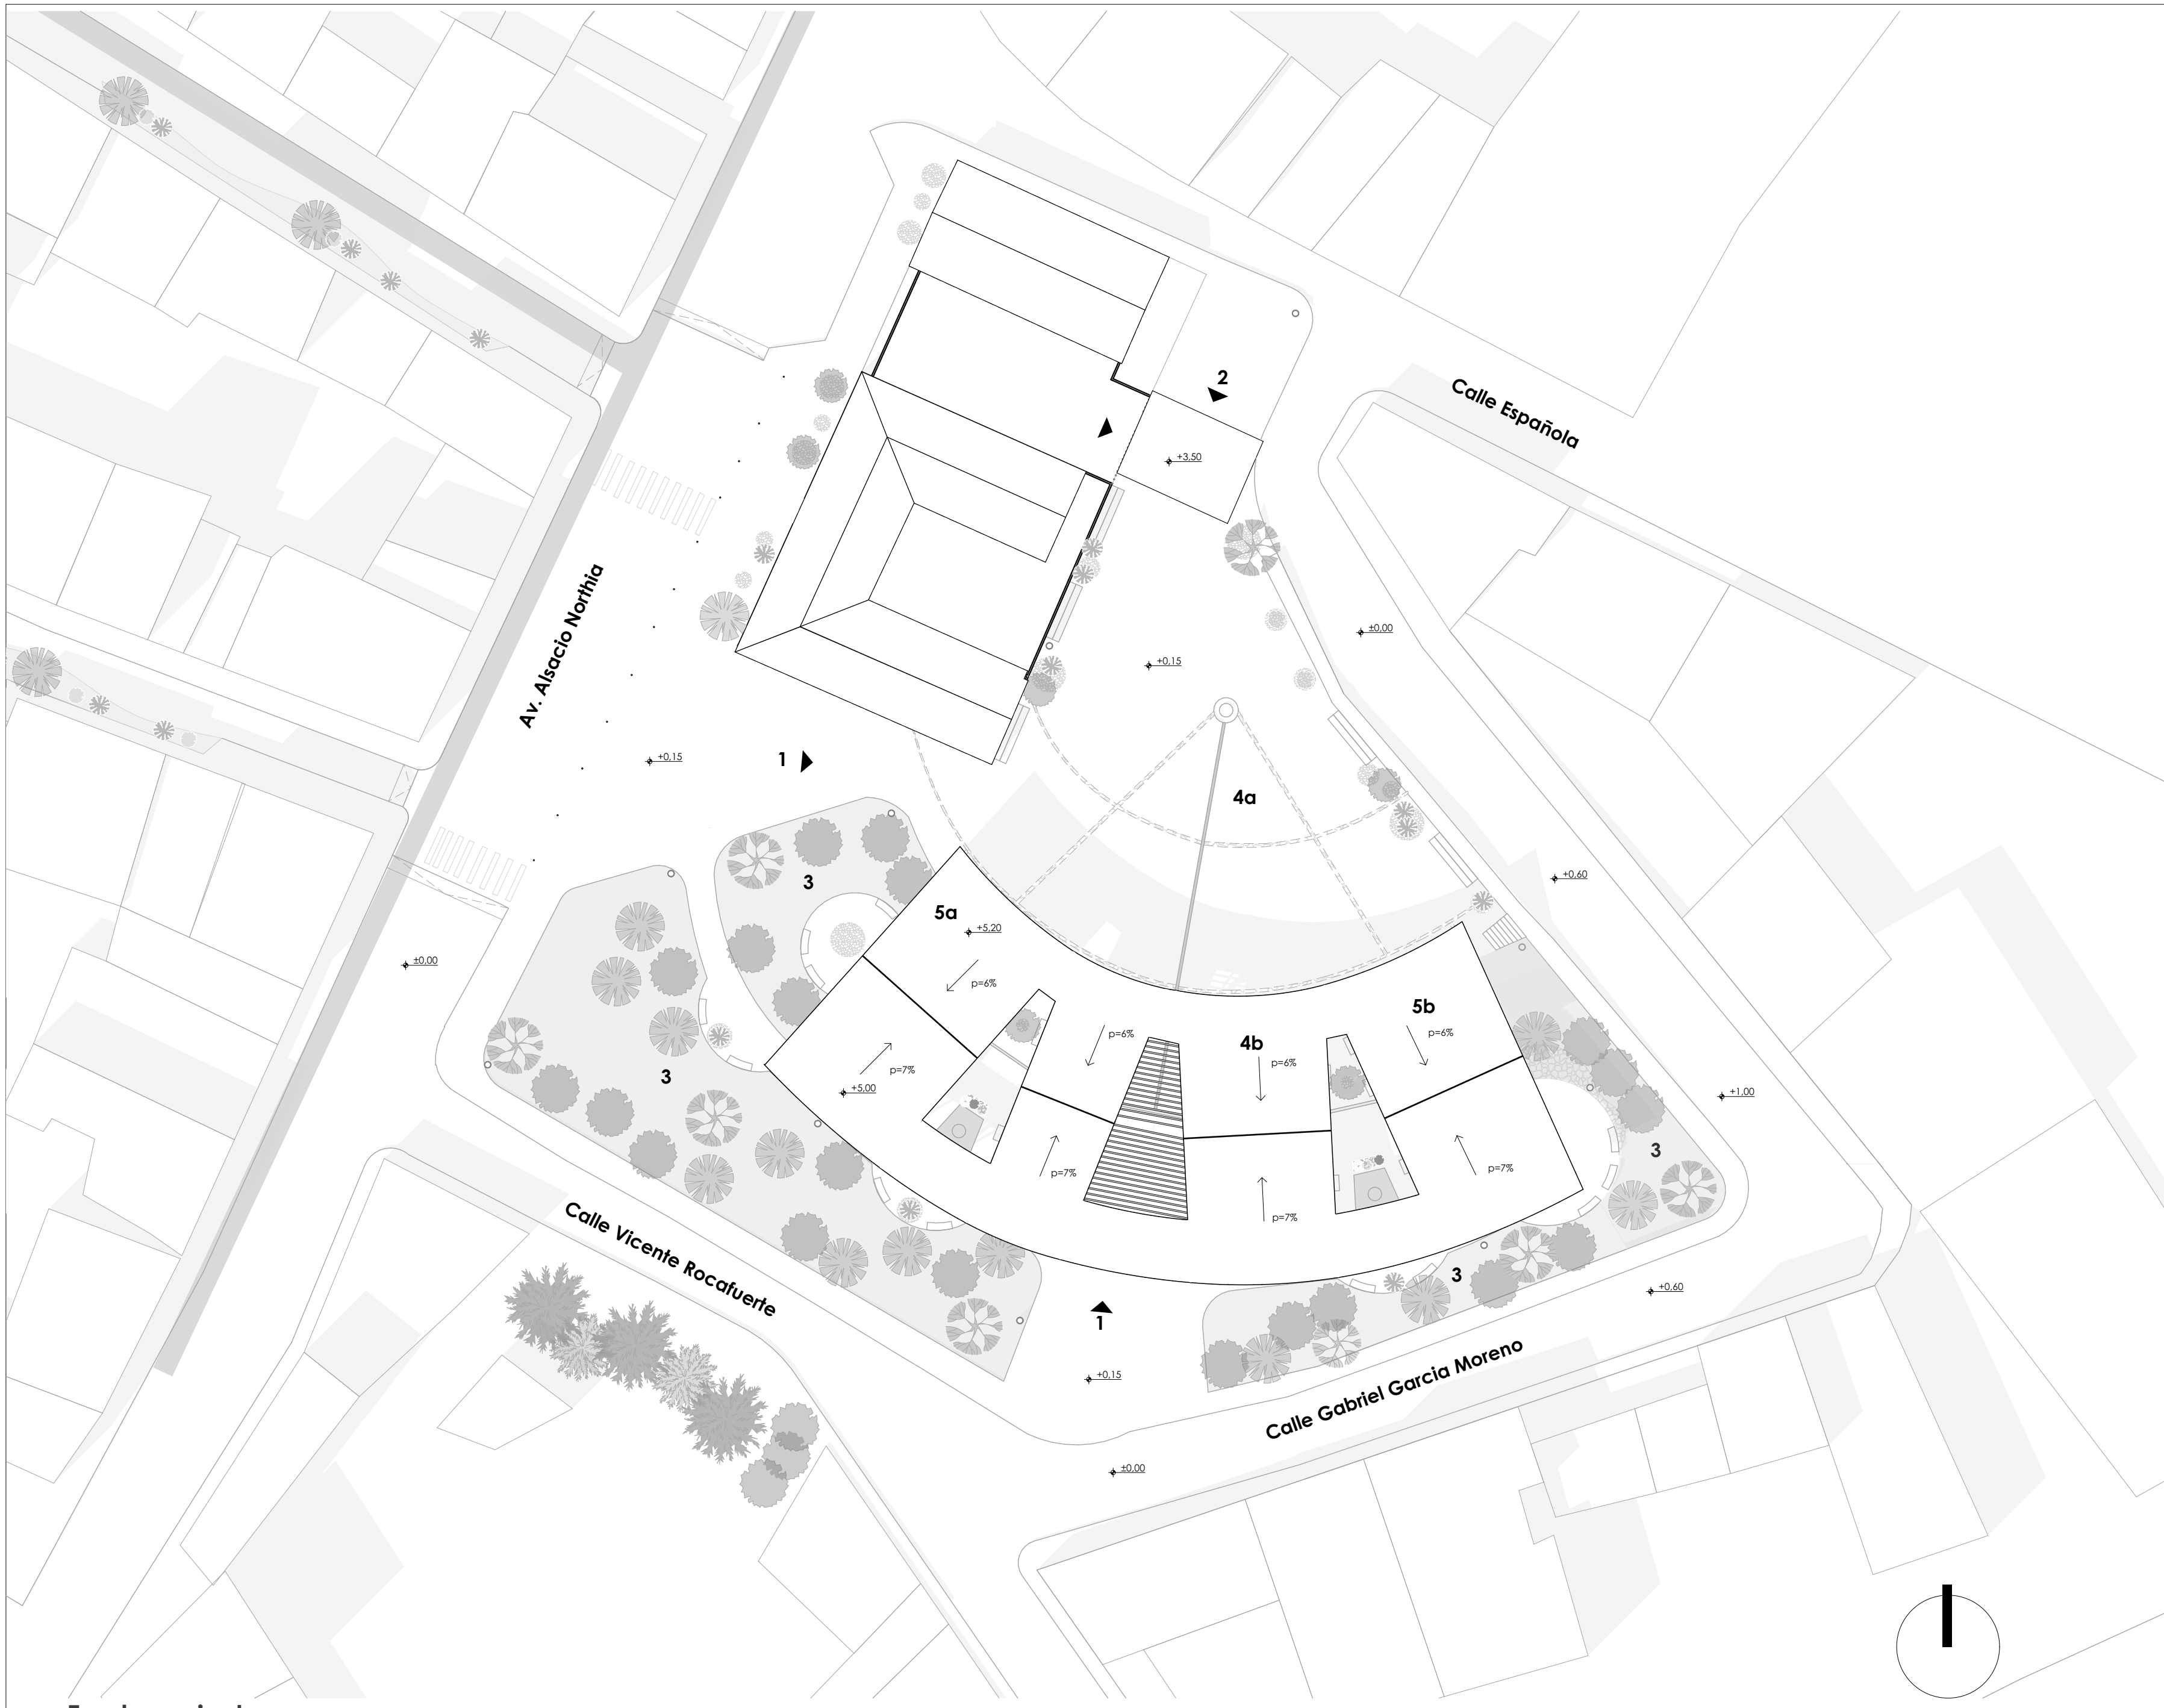 Calle Española
2
+3.50
Av. Alsacio Northia
±0.00
+0,15
1
+0,15
4a
3
+0,60
5a
+5,20
±0.00
p=6%
5b
p=6%
4b
p=6%
p=6%
3
p=7%
+5,00
+1,00
3
p=7%
p=7%
p=7%
Calle Vicente Rocafuerte
3
+0,60
1
+0,15
Calle Gabriel Garcia Moreno
±0.00